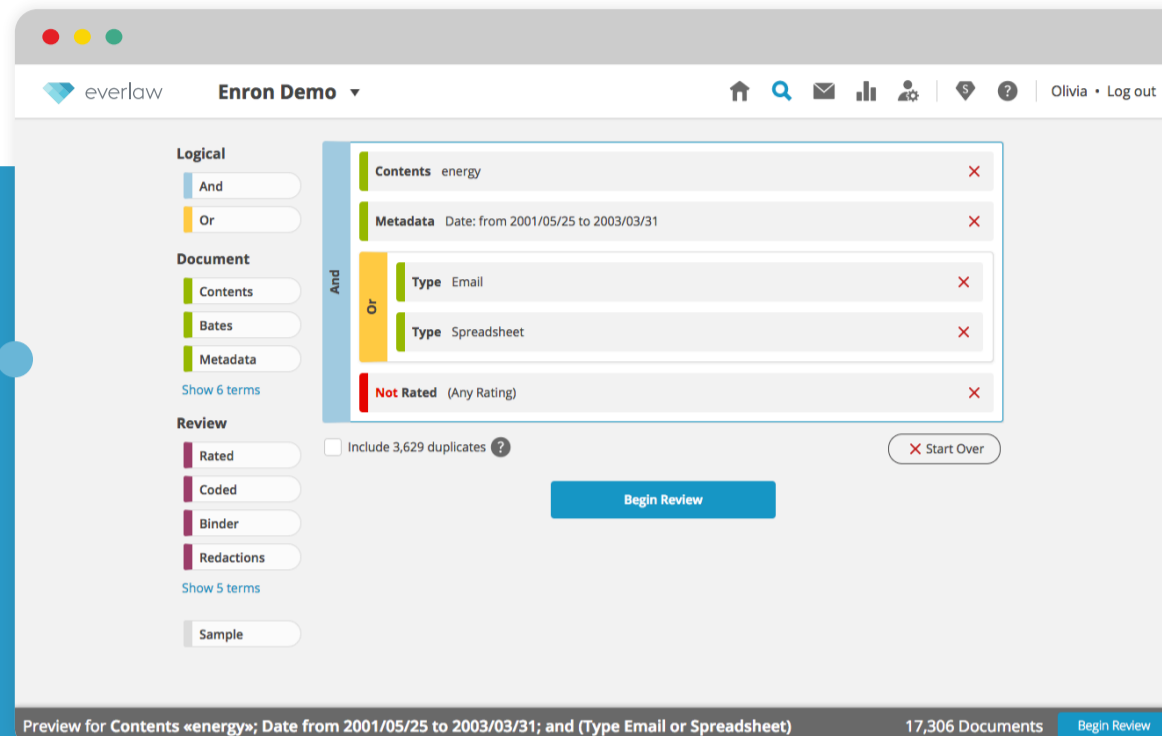 everlaw
Enron Demo
S
?
Olivia • Log out
Logical
And
Or
Document
Contents
Bates
Metadata
Show 6 terms
Review
Rated
Coded
Binder
Redactions
Show 5 terms
Sample
And
Contents energy
Metadata Date: from 2001/05/25 to 2003/03/31
Or
Type Email
Type Spreadsheet
Not Rated (Any Rating)
Include 3,629 duplicates ?
Start Over
Begin Review
Preview for Contents «energy»; Date from 2001/05/25 to 2003/03/31; and (Type Email or Spreadsheet) 17,306 Documents Begin Review